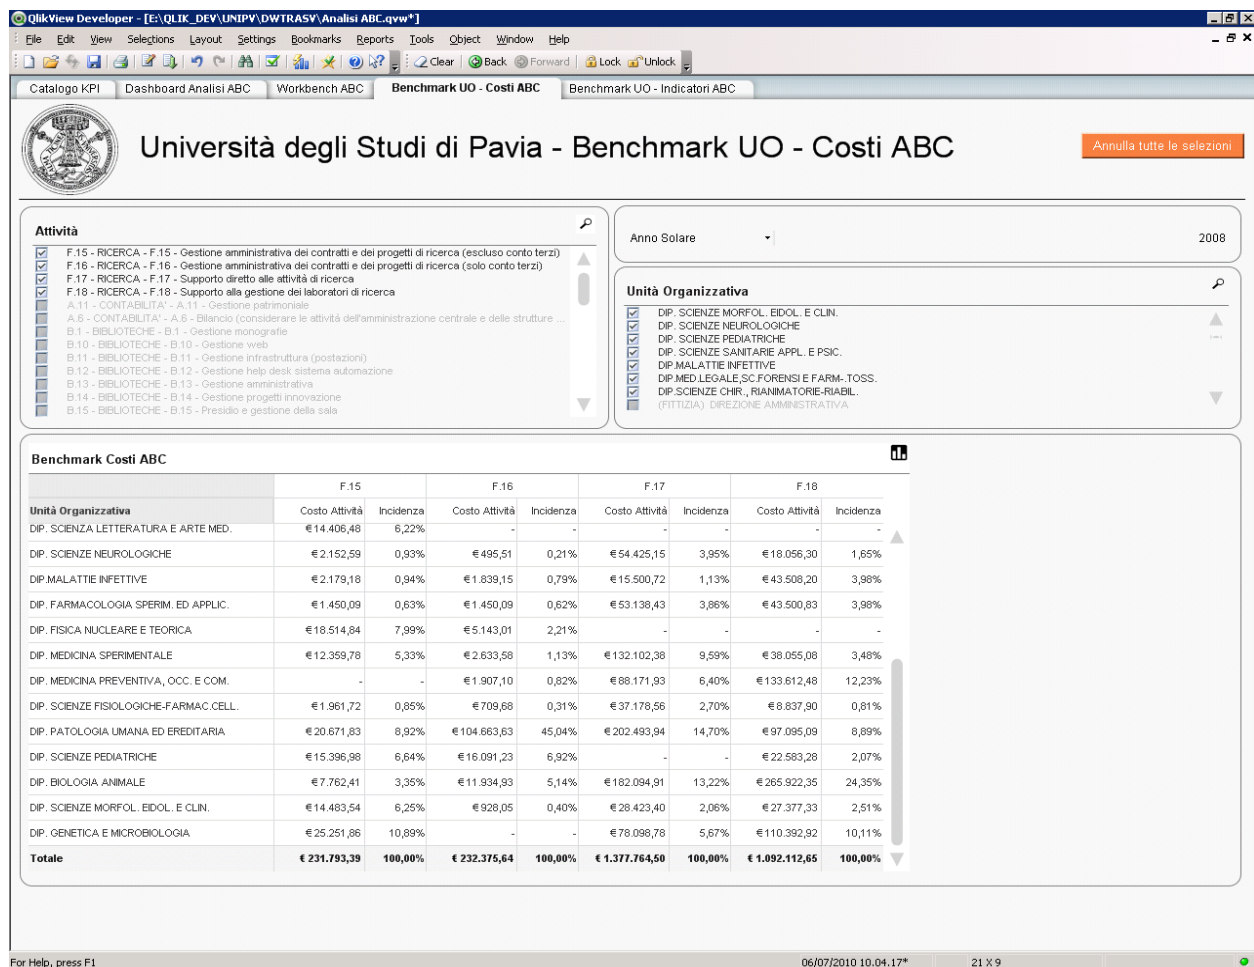 QlikView Developer - [E:\QLIK_DEV\UNIPV\DWTRASV\Analisi ABC.qvw*]
File Edit View Selections Layout Settings Bookmarks Reports Tools Object Window Help
Clear Back Forward Lock Unlock
Catalogo KPI Dashboard Analisi ABC Workbench ABC Benchmark UO - Costi ABC Benchmark UO - Indicatori ABC
Università degli Studi di Pavia - Benchmark UO - Costi ABC
Annulla tutte le selezioni
Attività
F.15 - RICERCA - F.15 - Gestione amministrativa dei contratti e dei progetti di ricerca (escluso conto terzi)
F.16 - RICERCA - F.16 - Gestione amministrativa dei contratti e dei progetti di ricerca (solo conto terzi)
F.17 - RICERCA - F.17 - Supporto diretto alle attività di ricerca
F.18 - RICERCA - F.18 - Supporto alla gestione dei laboratori di ricerca
A.11 - CONTABILITA' - A.11 - Gestione patrimoniale
A.6 - CONTABILITA' - A.6 - Bilancio (considerare le attività dell'amministrazione centrale e delle strutture ...
B.1 - BIBLIOTECHE - B.1 - Gestione monografie
B.10 - BIBLIOTECHE - B.10 - Gestione web
B.11 - BIBLIOTECHE - B.11 - Gestione infrastruttura (postazioni)
B.12 - BIBLIOTECHE - B.12 - Gestione help desk sistema automazione
B.13 - BIBLIOTECHE - B.13 - Gestione amministrativa
B.14 - BIBLIOTECHE - B.14 - Gestione progetti innovazione
B.15 - BIBLIOTECHE - B.15 - Presidio e gestione della sala
Anno Solare 2008
Unità Organizzativa
DIP. SCIENZE MORFOL. EIDOL. E CLIN.
DIP. SCIENZE NEUROLOGICHE
DIP. SCIENZE PEDIATRICHE
DIP. SCIENZE SANITARIE APPL. E PSIC.
DIP.MALATTIE INFETTIVE
DIP.MED.LEGALE,SC.FORENSI E FARM-.TOSS.
DIP.SCIENZE CHIR., RIANIMATORIE-RIABIL.
(FITTIZIA) DIREZIONE AMMINISTRATIVA
Benchmark Costi ABC
F.15 F.16 F.17 F.18
Unità Organizzativa Costo Attività Incidenza Costo Attività Incidenza Costo Attività Incidenza Costo Attività Incidenza
DIP. SCIENZA LETTERATURA E ARTE MED. € 14.406,48 6,22% - - - - - -
DIP. SCIENZE NEUROLOGICHE € 2.152,59 0,93% € 495,51 0,21% € 54.425,15 3,95% € 18.056,30 1,65%
DIP.MALATTIE INFETTIVE € 2.179,18 0,94% € 1.839,15 0,79% € 15.500,72 1,13% € 43.508,20 3,98%
DIP. FARMACOLOGIA SPERIM. ED APPLIC. € 1.450,09 0,63% € 1.450,09 0,62% € 53.138,43 3,86% € 43.500,83 3,98%
DIP. FISICA NUCLEARE E TEORICA € 18.514,84 7,99% € 5.143,01 2,21% - - - -
DIP. MEDICINA SPERIMENTALE € 12.359,78 5,33% € 2.633,58 1,13% € 132.102,38 9,59% € 38.055,08 3,48%
DIP. MEDICINA PREVENTIVA, OCC. E COM. - - € 1.907,10 0,82% € 88.171,93 6,40% € 133.612,48 12,23%
DIP. SCIENZE FISIOLOGICHE-FARMAC.CELL. € 1.961,72 0,85% € 709,68 0,31% € 37.178,56 2,70% € 8.837,90 0,81%
DIP. PATOLOGIA UMANA ED EREDITARIA € 20.671,83 8,92% € 104.663,63 45,04% € 202.493,94 14,70% € 97.095,09 8,89%
DIP. SCIENZE PEDIATRICHE € 15.396,98 6,64% € 16.091,23 6,92% - - € 22.583,28 2,07%
DIP. BIOLOGIA ANIMALE € 7.762,41 3,35% € 11.934,93 5,14% € 182.094,91 13,22% € 265.922,35 24,35%
DIP. SCIENZE MORFOL. EIDOL. E CLIN. € 14.483,54 6,25% € 928,05 0,40% € 28.423,40 2,06% € 27.377,33 2,51%
DIP. GENETICA E MICROBIOLOGIA € 25.251,86 10,89% - - € 78.098,78 5,67% € 110.392,92 10,11%
Totale € 231.793,39 100,00% € 232.375,64 100,00% € 1.377.764,50 100,00% € 1.092.112,65 100,00%
For Help, press F1 06/07/2010 10.04.17* 21 X 9